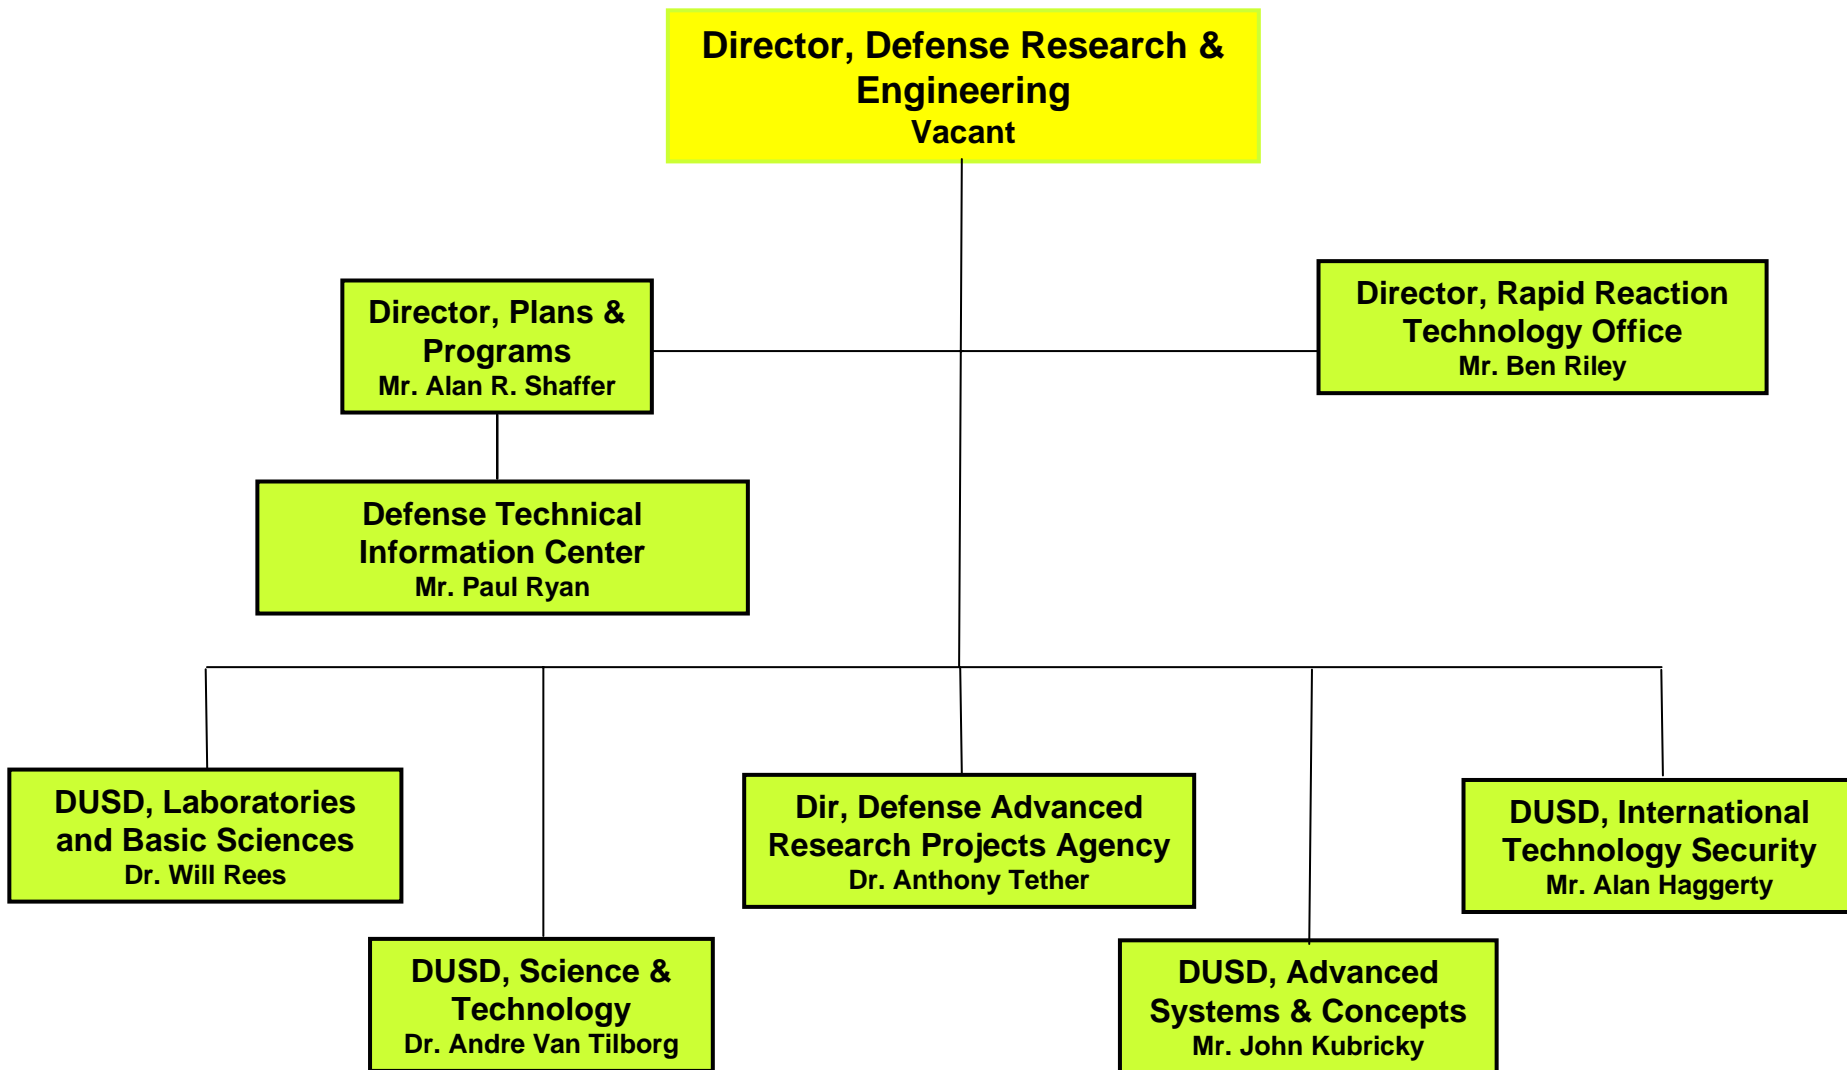 Director, Defense Research &
Engineering
Vacant
Director, Plans &
Programs
Mr. Alan R. Shaffer
Director, Rapid Reaction
Technology Office
Mr. Ben Riley
Defense Technical
Information Center
Mr. Paul Ryan
DUSD, Laboratories
and Basic Sciences
Dr. Will Rees
Dir, Defense Advanced
Research Projects Agency
Dr. Anthony Tether
DUSD, International
Technology Security
Mr. Alan Haggerty
DUSD, Science &
Technology
Dr. Andre Van Tilborg
DUSD, Advanced
Systems & Concepts
Mr. John Kubricky